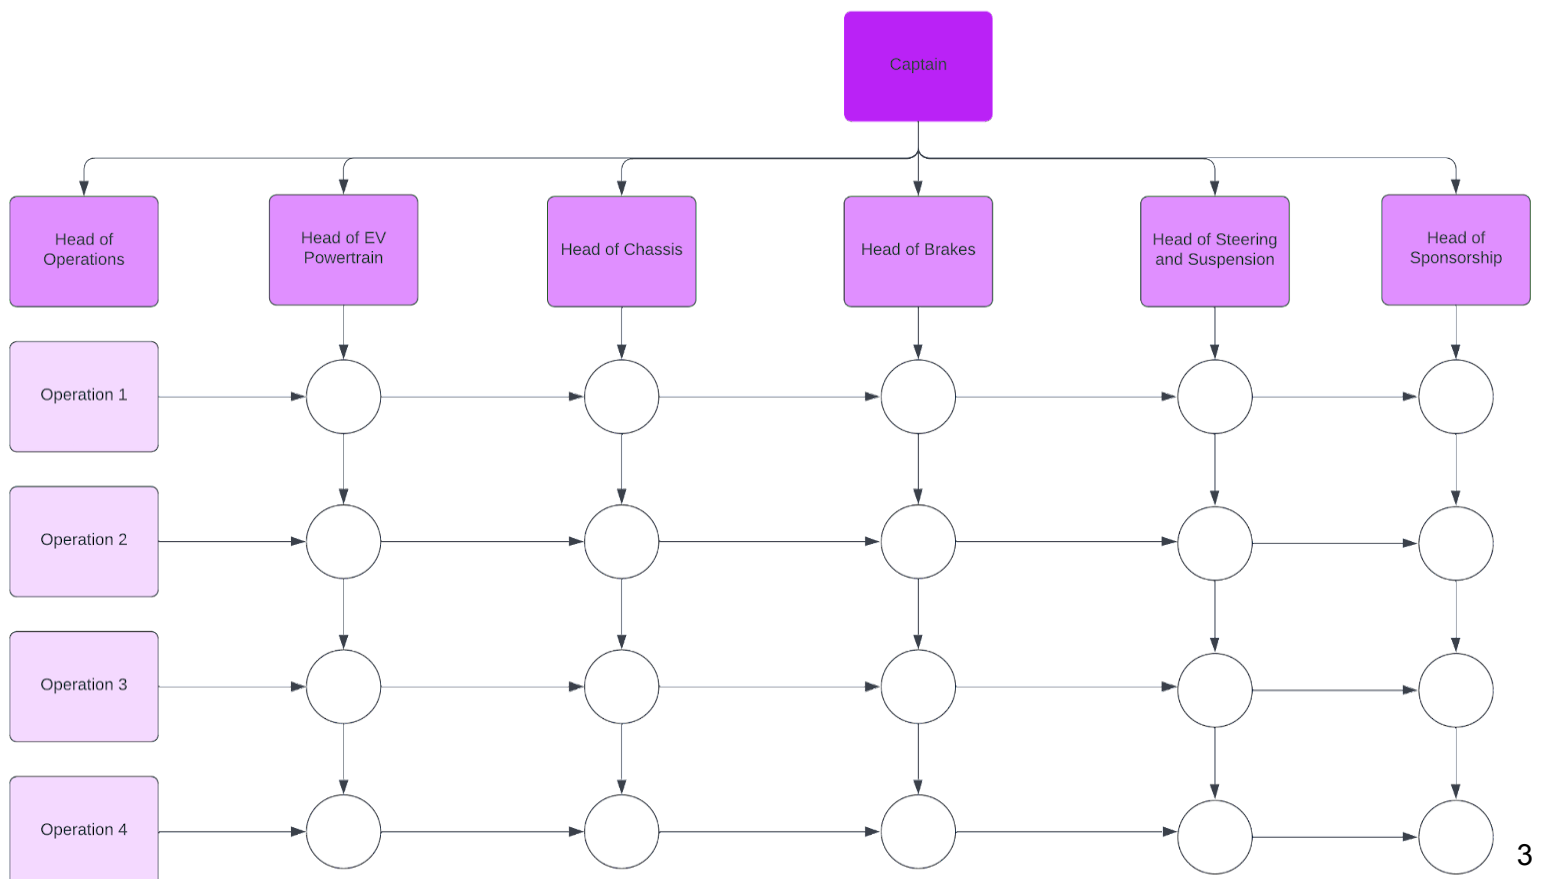 Captain
Head of
Operations
Head of EV
Powertrain
Head of Chassis
Head of Brakes
Head of Steering
and Suspension
Head of
Sponsorship
Operation 1
Operation 2
Operation 3
Operation 4
3